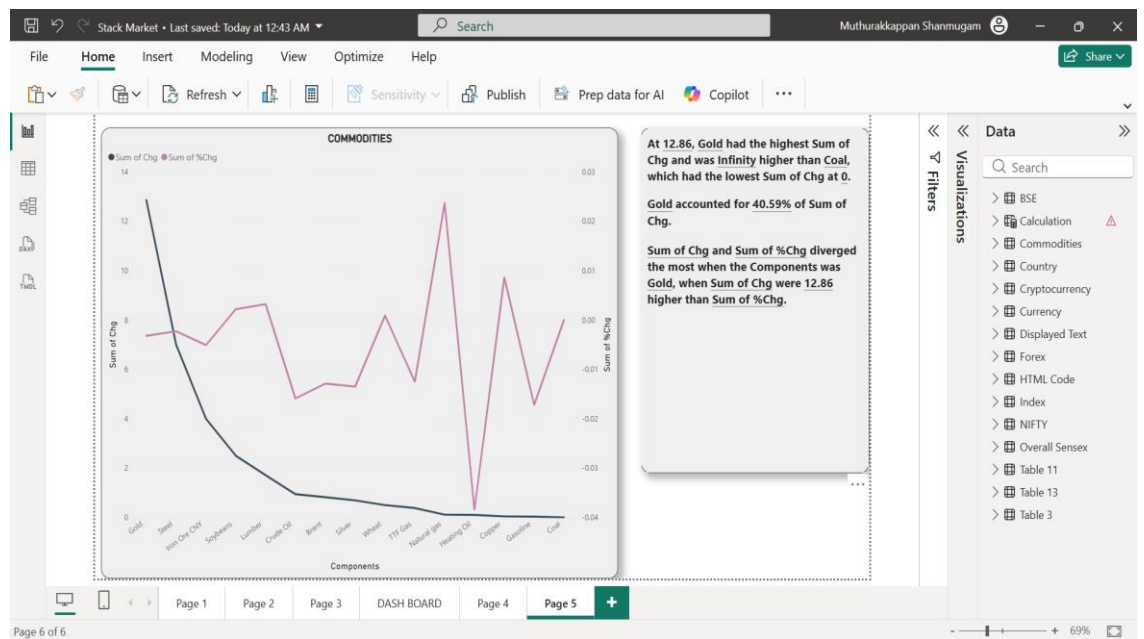 Stack Market • Last saved: Today at 12:43 AM
Search
Muthurakkappan Shanmugam
File Home Insert Modeling View Optimize Help
Share
Refresh
Sensitivity
Publish
Prep data for AI
Copilot
COMMODITIES
Sum of Chg Sum of %Chg
14
12
10
8
6
4
2
0
Sum of Chg
0.03
0.02
0.01
0.00
-0.01
-0.02
-0.03
-0.04
Sum of %Chg
Gold
Steel
Iron Ore CNY
Soybeans
Lumber
Crude Oil
Brent
Silver
Wheat
TTF Gas
Natural gas
Heating Oil
Copper
Gasoline
Coal
Components
At 12.86, Gold had the highest Sum of
Chg and was Infinity higher than Coal,
which had the lowest Sum of Chg at 0.
Gold accounted for 40.59% of Sum of
Chg.
Sum of Chg and Sum of %Chg diverged
the most when the Components was
Gold, when Sum of Chg were 12.86
higher than Sum of %Chg.
Filters
Visualizations
Data
Search
BSE
Calculation
Commodities
Country
Cryptocurrency
Currency
Displayed Text
Forex
HTML Code
Index
NIFTY
Overall Sensex
Table 11
Table 13
Table 3
TMDL
Page 1
Page 2
Page 3
DASH BOARD
Page 4
Page 5
Page 6 of 6
69%